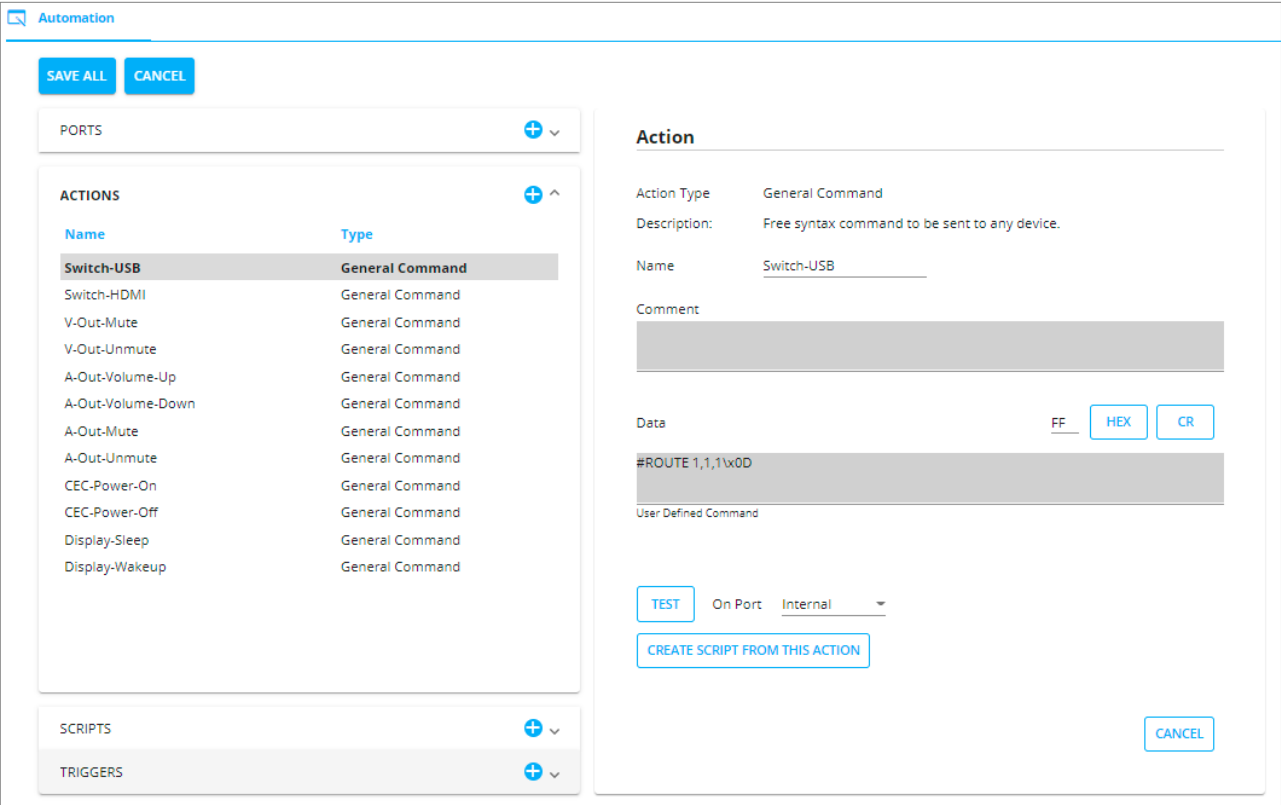 Automation
SAVE ALL CANCEL
PORTS
ACTIONS
Name Type
Switch-USB General Command
Switch-HDMI General Command
V-Out-Mute General Command
V-Out-Unmute General Command
A-Out-Volume-Up General Command
A-Out-Volume-Down General Command
A-Out-Mute General Command
A-Out-Unmute General Command
CEC-Power-On General Command
CEC-Power-Off General Command
Display-Sleep General Command
Display-Wakeup General Command
SCRIPTS
TRIGGERS
Action
Action Type General Command
Description: Free syntax command to be sent to any device.
Name Switch-USB
Comment
Data FF HEX CR
#ROUTE 1,1,1\x0D
User Defined Command
TEST On Port Internal
CREATE SCRIPT FROM THIS ACTION
CANCEL